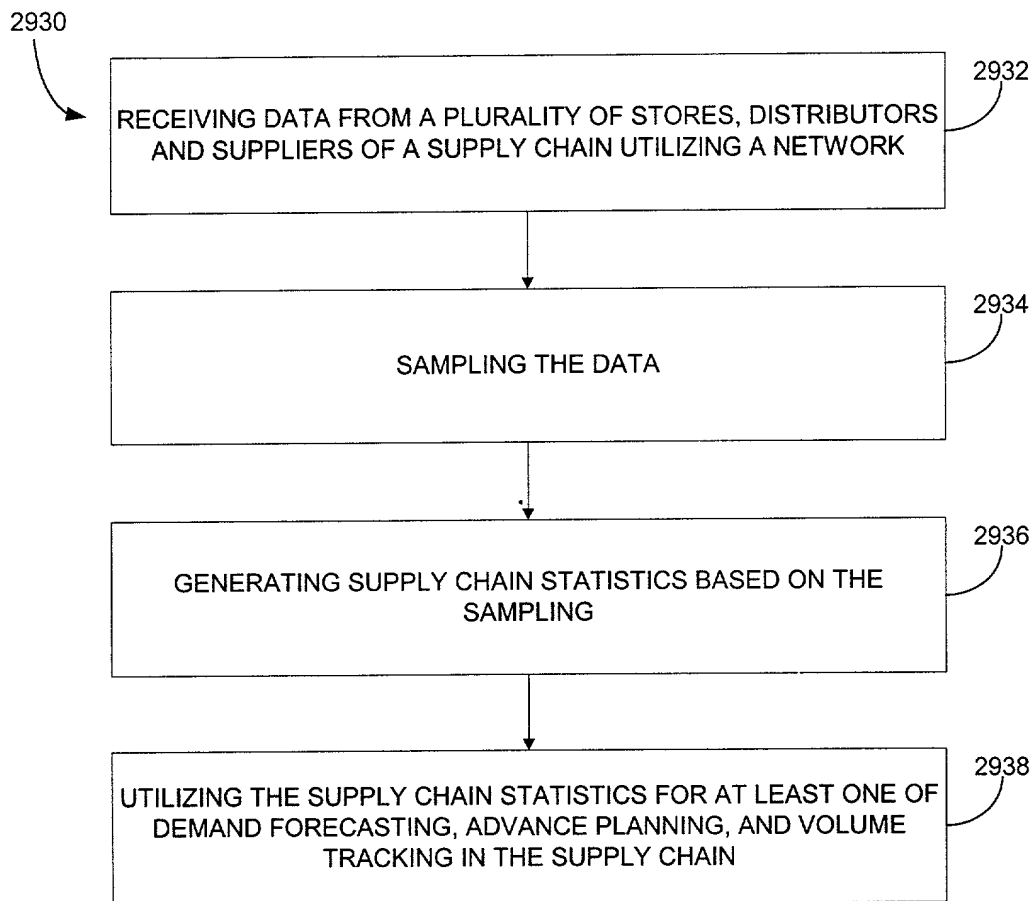 2930
2932
RECEIVING DATA FROM A PLURALITY OF STORES, DISTRIBUTORS
AND SUPPLIERS OF A SUPPLY CHAIN UTILIZING A NETWORK
2934
SAMPLING THE DATA
2936
GENERATING SUPPLY CHAIN STATISTICS BASED ON THE
SAMPLING
2938
UTILIZING THE SUPPLY CHAIN STATISTICS FOR AT LEAST ONE OF
DEMAND FORECASTING, ADVANCE PLANNING, AND VOLUME
TRACKING IN THE SUPPLY CHAIN